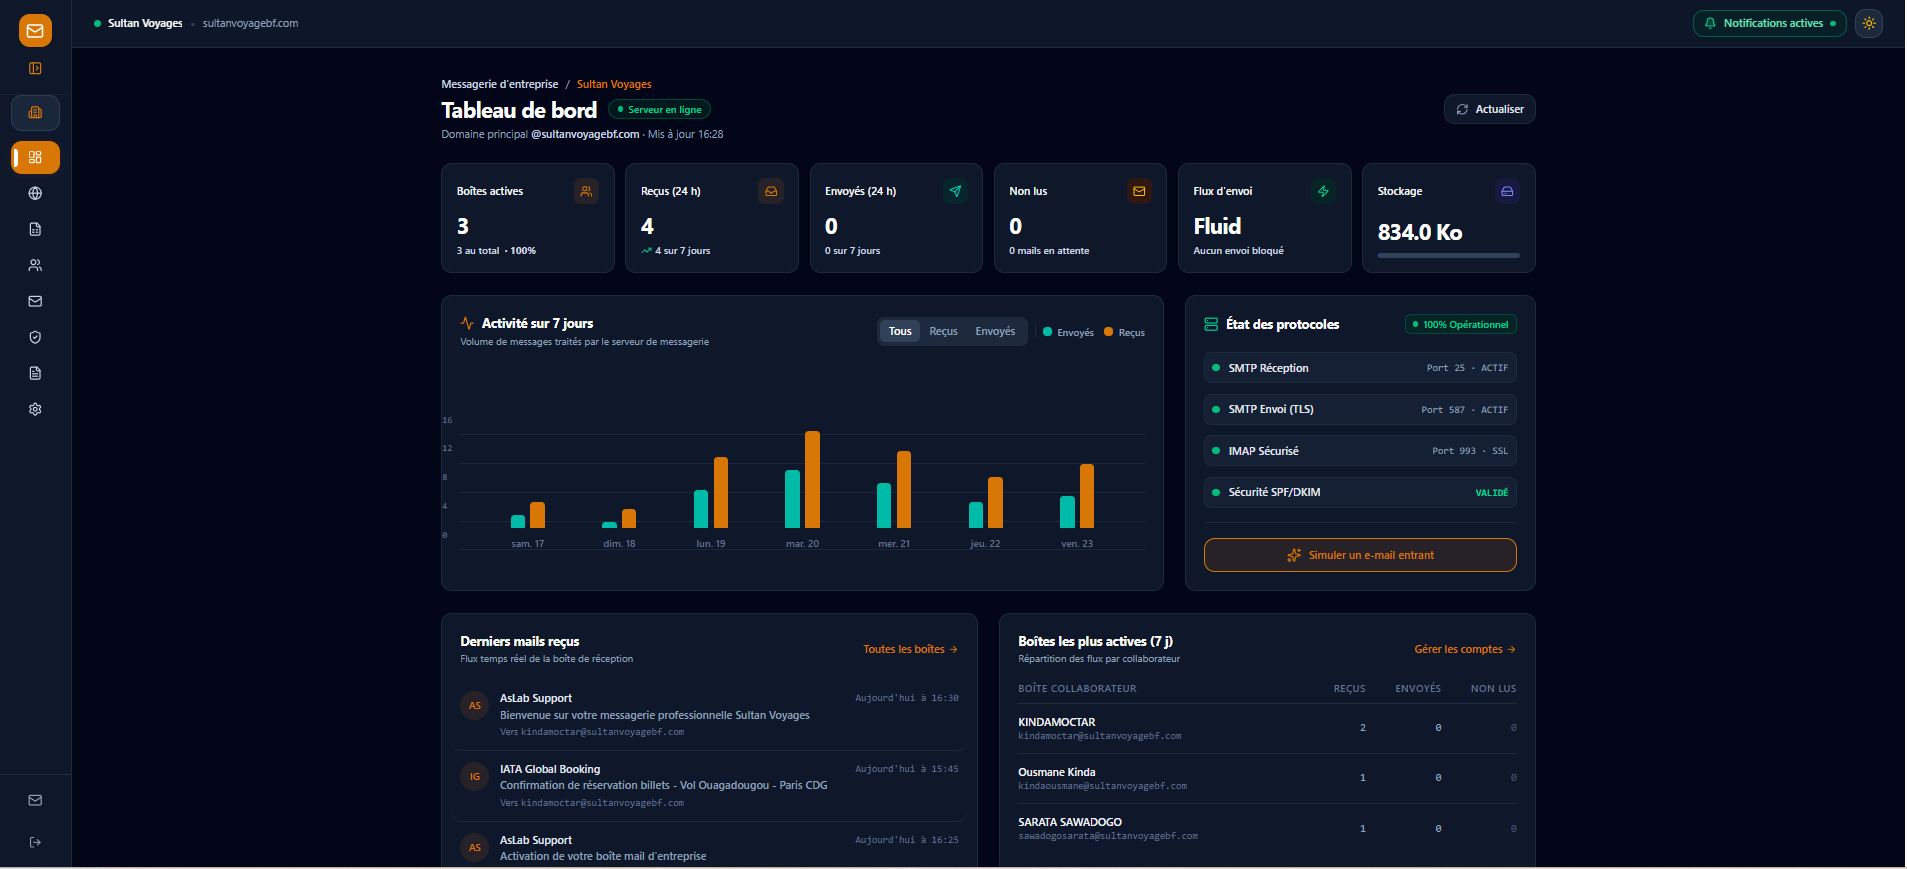 Sultan Voyages • sultanvoyagebf.com
Notifications actives
Messagerie d'entreprise / Sultan Voyages
Tableau de bord
Serveur en ligne
Actualiser
Domaine principal @sultanvoyagebf.com · Mis à jour 16:28
Boîtes actives
3
3 au total · 100%
Reçus (24 h)
4
4 sur 7 jours
Envoyés (24 h)
0
0 sur 7 jours
Non lus
0
0 mails en attente
Flux d'envoi
Fluid
Aucun envoi bloqué
Stockage
834.0 Ko
Activité sur 7 jours
Volume de messages traités par le serveur de messagerie
Tous Reçus Envoyés
Envoyés Reçus
16
12
8
4
0
sam. 17 dim. 18 lun. 19 mar. 20 mer. 21 jeu. 22 ven. 23
État des protocoles
100% Opérationnel
SMTP Réception Port 25 · ACTIF
SMTP Envoi (TLS) Port 587 · ACTIF
IMAP Sécurisé Port 993 · SSL
Sécurité SPF/DKIM VALIDÉ
Simuler un e-mail entrant
Derniers mails reçus
Flux temps réel de la boîte de réception
Toutes les boîtes →
AS
AsLab Support Aujourd'hui à 16:30
Bienvenue sur votre messagerie professionnelle Sultan Voyages
Vers kindamoctar@sultanvoyagebf.com
IG
IATA Global Booking Aujourd'hui à 15:45
Confirmation de réservation billets - Vol Ouagadougou - Paris CDG
Vers kindamoctar@sultanvoyagebf.com
AS
AsLab Support Aujourd'hui à 16:25
Activation de votre boîte mail d'entreprise
Boîtes les plus actives (7 j)
Répartition des flux par collaborateur
Gérer les comptes →
BOÎTE COLLABORATEUR REÇUS ENVOYÉS NON LUS
KINDAMOCTAR 2 0 0
kindamoctar@sultanvoyagebf.com
Ousmane Kinda 1 0 0
kindaousmane@sultanvoyagebf.com
SARATA SAWADOGO 1 0 0
sawadogosarata@sultanvoyagebf.com